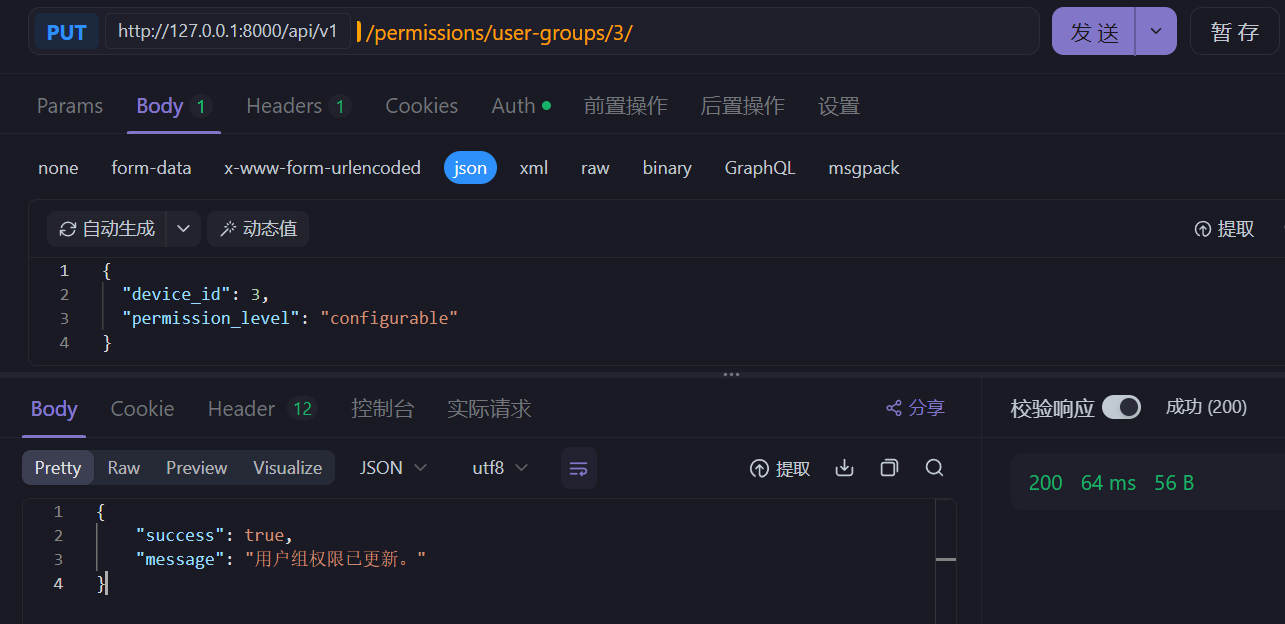 PUT http://127.0.0.1:8000/api/v1 /permissions/user-groups/3/ 发送 暂存
Params Body 1 Headers 1 Cookies Auth 前置操作 后置操作 设置
none form-data x-www-form-urlencoded json xml raw binary GraphQL msgpack
自动生成 动态值 提取
1 {
2 "device_id": 3,
3 "permission_level": "configurable"
4 }
Body Cookie Header 12 控制台 实际请求 分享 校验响应 成功 (200)
Pretty Raw Preview Visualize JSON utf8 提取
200 64 ms 56 B
1 {
2 "success": true,
3 "message": "用户组权限已更新。"
4 }